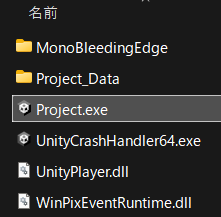 名前
MonoBleedingEdge
Project_Data
Project.exe
UnityCrashHandler64.exe
UnityPlayer.dll
WinPixEventRuntime.dll